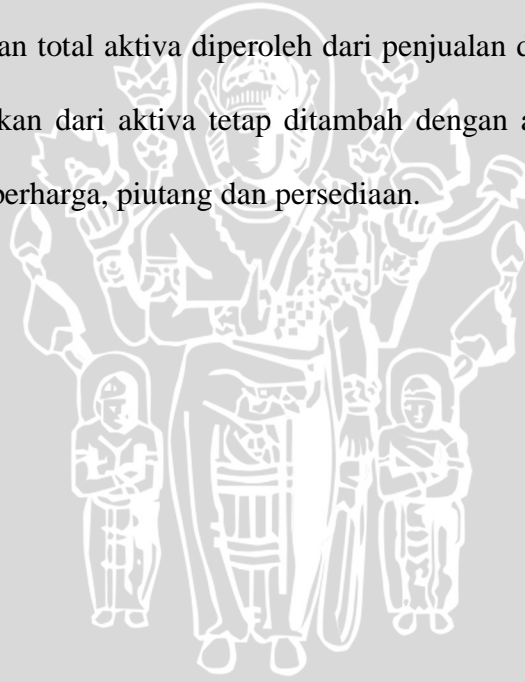 an total aktiva diperoleh dari penjualan d
kan dari aktiva tetap ditambah dengan a
berharga, piutang dan persediaan.